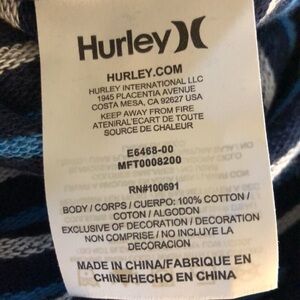 Hurley )(
HURLEY.COM
HURLEY INTERNATIONAL LLC
1945 PLACENTIA AVENUE
COSTA MESA, CA 92627 USA
KEEP AWAY FROM FIRE
ATENIRAL'ECART DE TOUTE
SOURCE DE CHALEUR
E6468-00
MFT0008200
RN#100691
BODY / CORPS / CUERPO: 100% COTTON /
COTON / ALGODON
EXCLUSIVE OF DECORATION / DECORATION
NON COMPRISE / NO INCLUYE LA
DECORACION
MADE IN CHINA/FABRIQUE EN
CHINE/HECHO EN CHINA